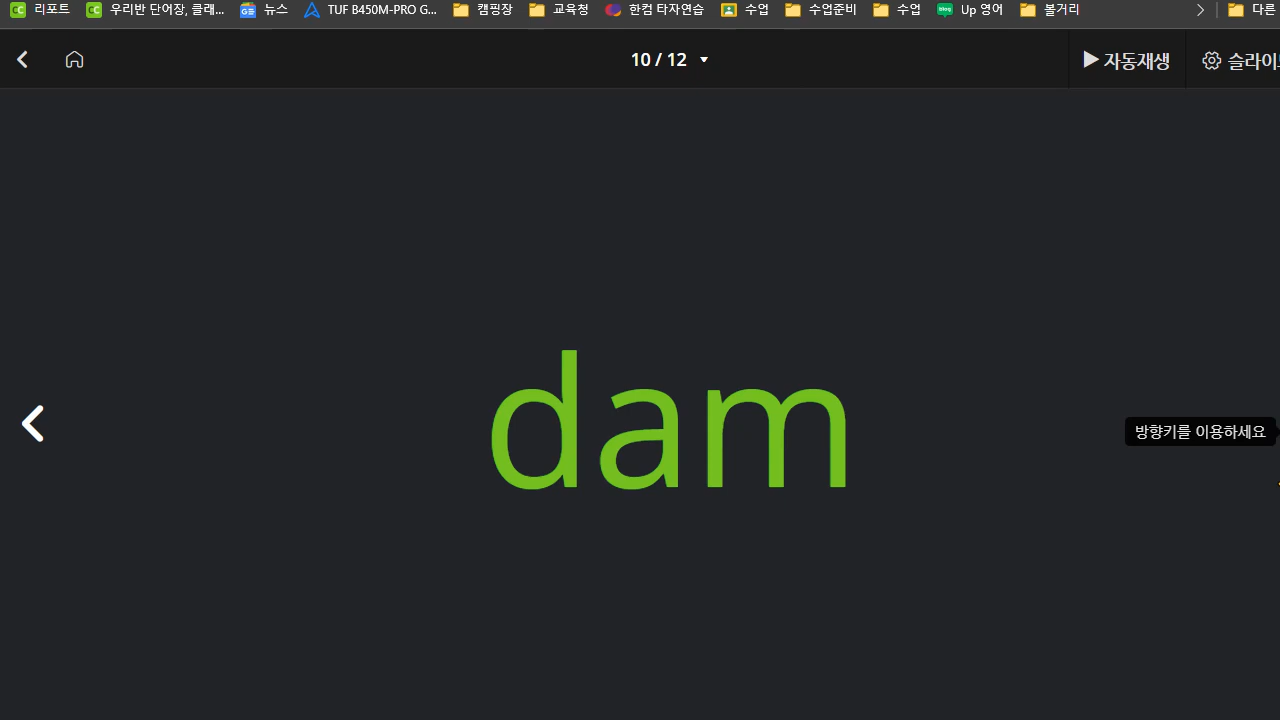 리포트 우리반 단어장, 클래... 뉴스 TUF B450M-PRO G... 캠핑장 교육청 한컴 타자연습 수업 수업준비 수업 Up 영어 볼거리 다른
10 / 12 자동재생 슬라이드
dam
방향키를 이용하세요